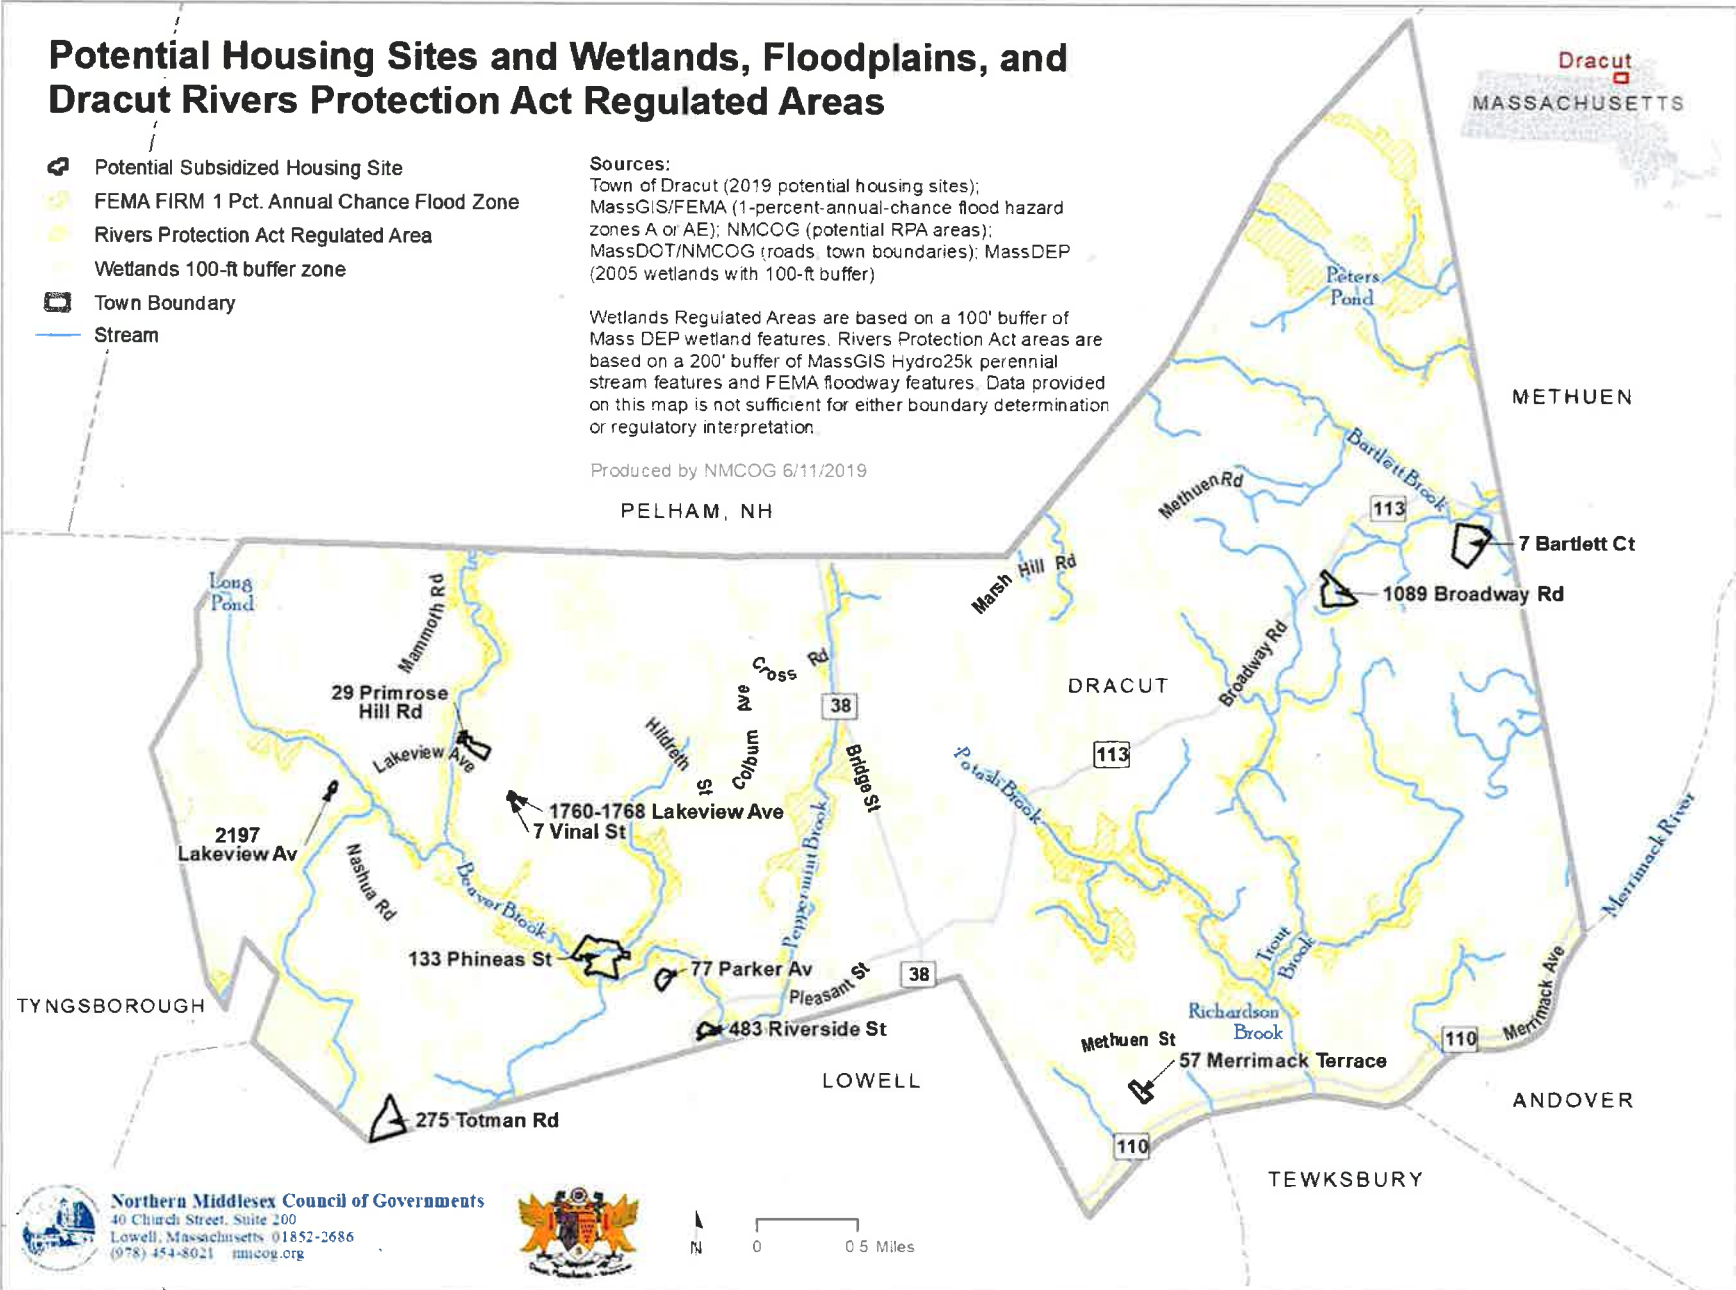 Potential Housing Sites and Wetlands, Floodplains, and
Dracut Rivers Protection Act Regulated Areas
Potential Subsidized Housing Site
FEMA FIRM 1 Pct. Annual Chance Flood Zone
Rivers Protection Act Regulated Area
Wetlands 100-ft buffer zone
Town Boundary
Stream
Sources:
Town of Dracut (2019 potential housing sites);
MassGIS/FEMA (1-percent-annual-chance flood hazard
zones A or AE); NMCOG (potential RPA areas);
MassDOT/NMCOG (roads, town boundaries); MassDEP
(2005 wetlands with 100-ft buffer)
Wetlands Regulated Areas are based on a 100' buffer of
Mass DEP wetland features. Rivers Protection Act areas are
based on a 200' buffer of MassGIS Hydro25k perennial
stream features and FEMA floodway features. Data provided
on this map is not sufficient for either boundary determination
or regulatory interpretation.
Produced by NMCOG 6/11/2019
Dracut
MASSACHUSETTS
PELHAM, NH
METHUEN
Peters
Pond
Bartlett Brook
Methuen Rd
113
7 Bartlett Ct
1089 Broadway Rd
Marsh Hill Rd
Broadway Rd
DRACUT
113
Long
Pond
Mammoth Rd
29 Primrose
Hill Rd
Lakeview Ave
Hildreth St
Colburn Ave
Cross Rd
38
Bridge St
Potash Brook
1760-1768 Lakeview Ave
7 Vinal St
2197
Lakeview Av
Nashua Rd
Beaver Brook
Peppermint Brook
133 Phineas St
77 Parker Av
Pleasant St
38
483 Riverside St
TYNGSBOROUGH
LOWELL
275 Totman Rd
Trout
Brook
Richardson
Brook
Methuen St
57 Merrimack Terrace
110
110
Merrimack Ave
Merrimack River
ANDOVER
TEWKSBURY
Northern Middlesex Council of Governments
40 Church Street, Suite 200
Lowell, Massachusetts 01852-2686
(978) 454-8021 nmcog.org
N
0 0.5 Miles